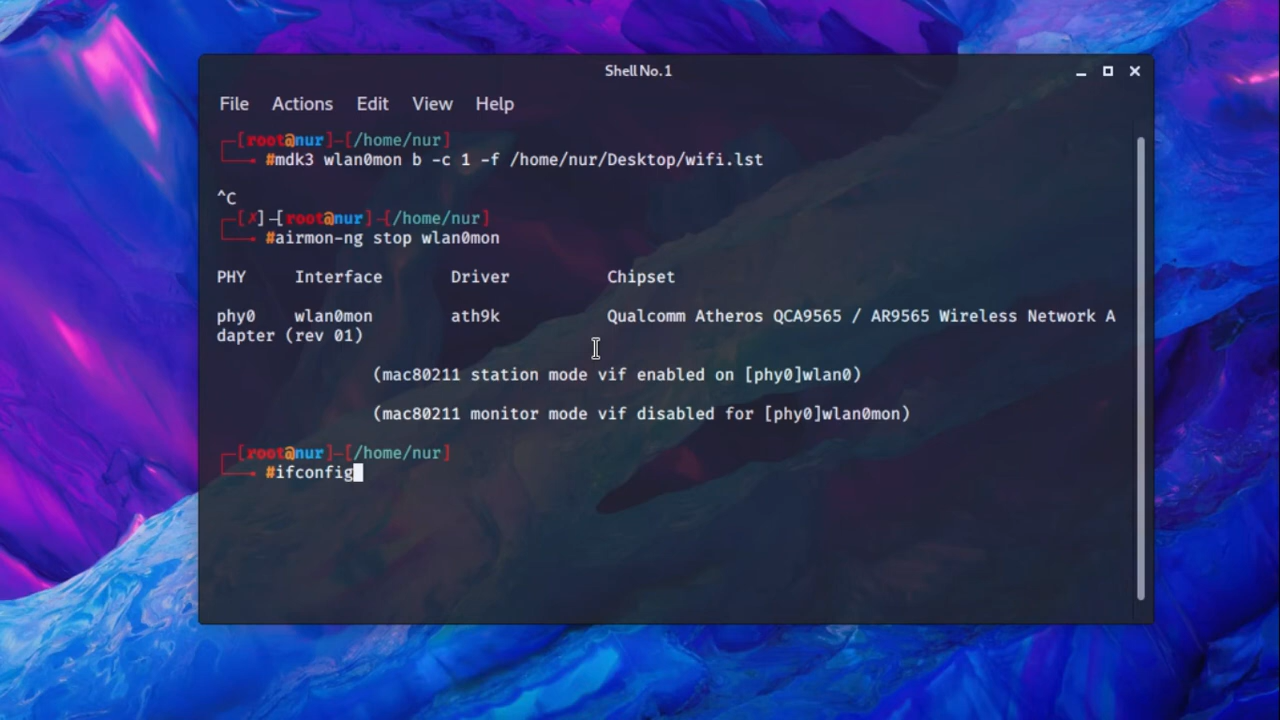 Shell No. 1
File Actions Edit View Help
┌─[root@nur]─[/home/nur]
└──╼ #mdk3 wlan0mon b -c 1 -f /home/nur/Desktop/wifi.lst
^C
┌─[✗]─[root@nur]─[/home/nur]
└──╼ #airmon-ng stop wlan0mon
PHY Interface Driver Chipset
phy0 wlan0mon ath9k Qualcomm Atheros QCA9565 / AR9565 Wireless Network A
dapter (rev 01)
(mac80211 station mode vif enabled on [phy0]wlan0)
(mac80211 monitor mode vif disabled for [phy0]wlan0mon)
┌─[root@nur]─[/home/nur]
└──╼ #ifconfig